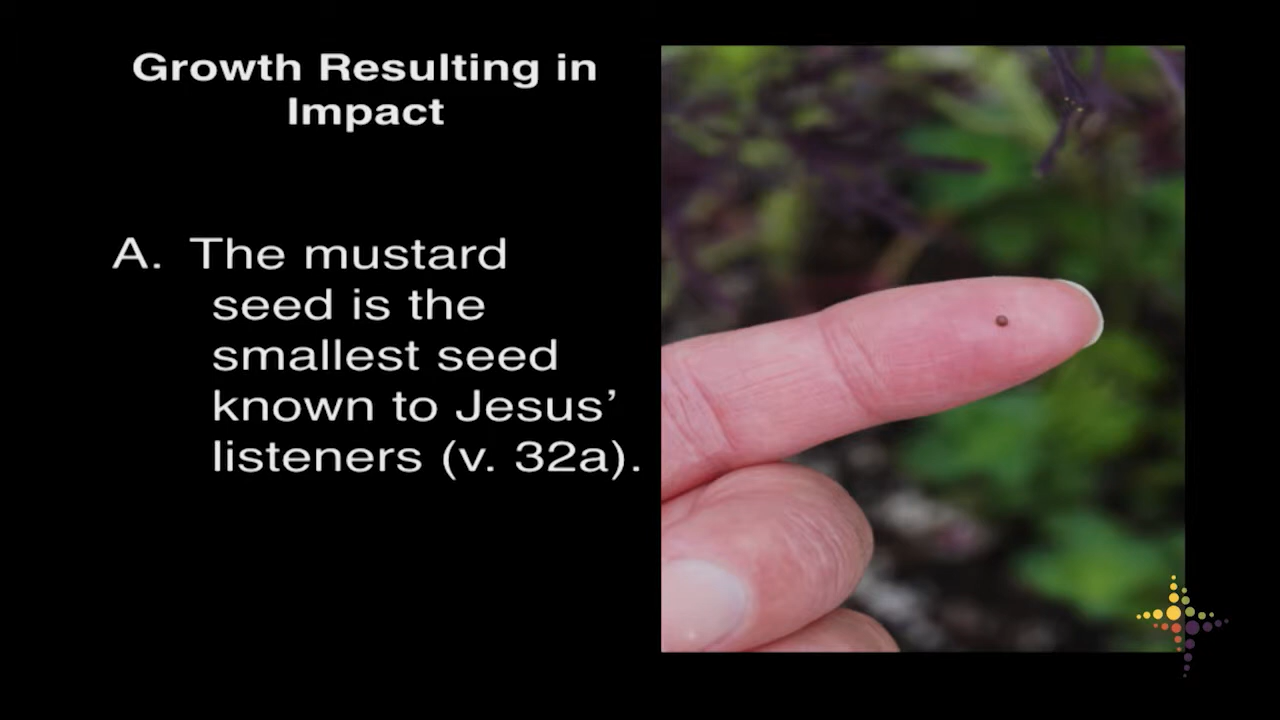 Growth Resulting in
Impact
A. The mustard
seed is the
smallest seed
known to Jesus’
listeners (v. 32a).